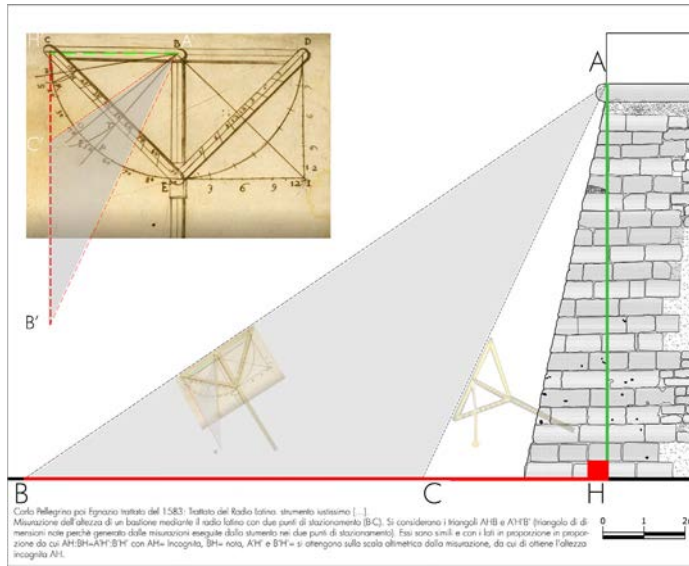 H C B A D
C'
E 3 6 9 12 I
B'
A
B C H
0 1 2m
Carlo Pellegrino poi Egnazio trattato del 1583: Trattato del Radio Latino. strumento iustissimo [...].
Misurazione dell'altezza di un bastione mediante il radio latino con due punti di stazionamento (B-C). Si considerano i triangoli AHB e A'H'B' (triangolo di di
mensioni note perchè generato dalle misurazioni eseguite dallo stumento nei due punti di stazionamento). Essi sono simili e con i lati in proporzione in propor-
zione da cui AH:BH=A'H':B'H' con AH= Incognita, BH= nota, A'H' e B'H'= si ottengono sulla scala altimetrica dalla misurazione, da cui di ottiene l'altezza
incognita AH.